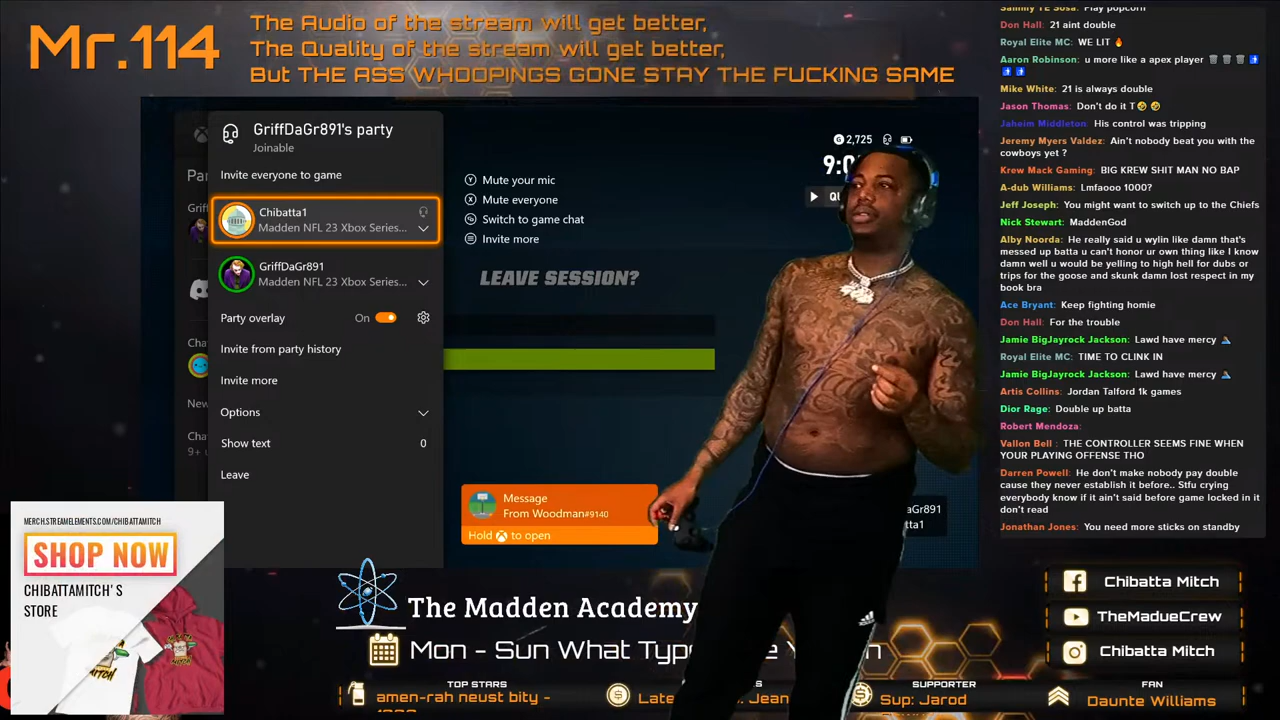 Mr.114
The Audio of the stream will get better,
The Quality of the stream will get better,
But THE ASS WHOOPINGS GONE STAY THE FUCKING SAME
GriffDaGr891's party
Joinable
Invite everyone to game
Chibatta1
Madden NFL 23 Xbox Series...
GriffDaGr891
Madden NFL 23 Xbox Series...
Party overlay
On
Invite from party history
Invite more
Options
Show text
0
Leave
Mute your mic
Mute everyone
Switch to game chat
Invite more
LEAVE SESSION?
2,725
Message
From Woodman#9140
Hold to open
Play popcorn
Don Hall: 21 aint double
Royal Elite MC: WE LIT 🔥
Aaron Robinson: u more like a apex player 🗑🗑🗑🚮
🚮🚮
Mike White: 21 is always double
Jason Thomas: Don't do it T🤣🤣
Jaheim Middleton: His control was tripping
Jeremy Myers Valdez: Ain't nobody beat you with the
cowboys yet ?
Krew Mack Gaming: BIG KREW SHIT MAN NO BAP
A-dub Williams: Lmfaooo 1000?
Jeff Joseph: You might want to switch up to the Chiefs
Nick Stewart: MaddenGod
Alby Noorda: He really said u wylin like damn that's
messed up batta u can't honor ur own thing like I know
damn well u would be yelling to high hell for dubs or
trips for the goose and skunk damn lost respect in my
book bra
Ace Bryant: Keep fighting homie
Don Hall: For the trouble
Jamie BigJayrock Jackson: Lawd have mercy
Royal Elite MC: TIME TO CLINK IN
Jamie BigJayrock Jackson: Lawd have mercy
Artis Collins: Jordan Talford 1k games
Dior Rage: Double up batta
Robert Mendoza:
Vallon Bell : THE CONTROLLER SEEMS FINE WHEN
YOUR PLAYING OFFENSE THO
Darren Powell: He don't make nobody pay double
cause they never establish it before.. Stfu crying
everybody know if it ain't said before game locked in it
don't read
Jonathan Jones: You need more sticks on standby
MERCH.STREAMELEMENTS.COM/CHIBATTAMITCH
SHOP NOW
CHIBATTAMITCH'S
STORE
The Madden Academy
Mon - Sun What Type
Chibatta Mitch
TheMadueCrew
Chibatta Mitch
TOP STARS
amen-rah neust bity -
SUPPORTER
Sup: Jarod
FAN
Daunte Williams